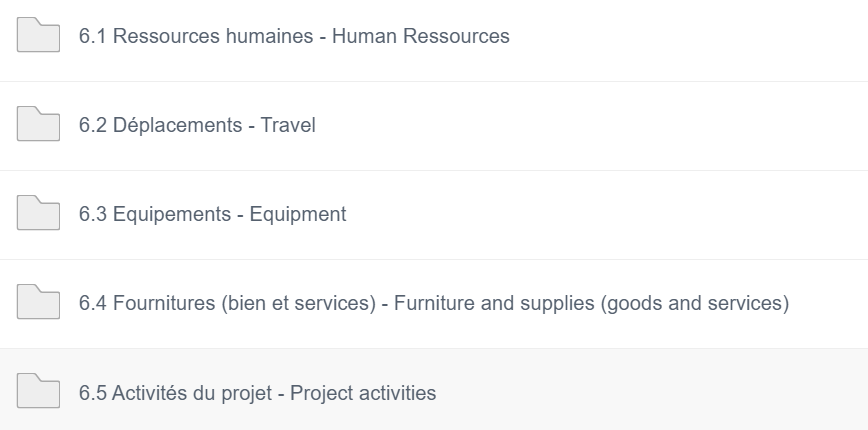 6.1 Ressources humaines - Human Ressources
6.2 Déplacements - Travel
6.3 Equipements - Equipment
6.4 Fournitures (bien et services) - Furniture and supplies (goods and services)
6.5 Activités du projet - Project activities